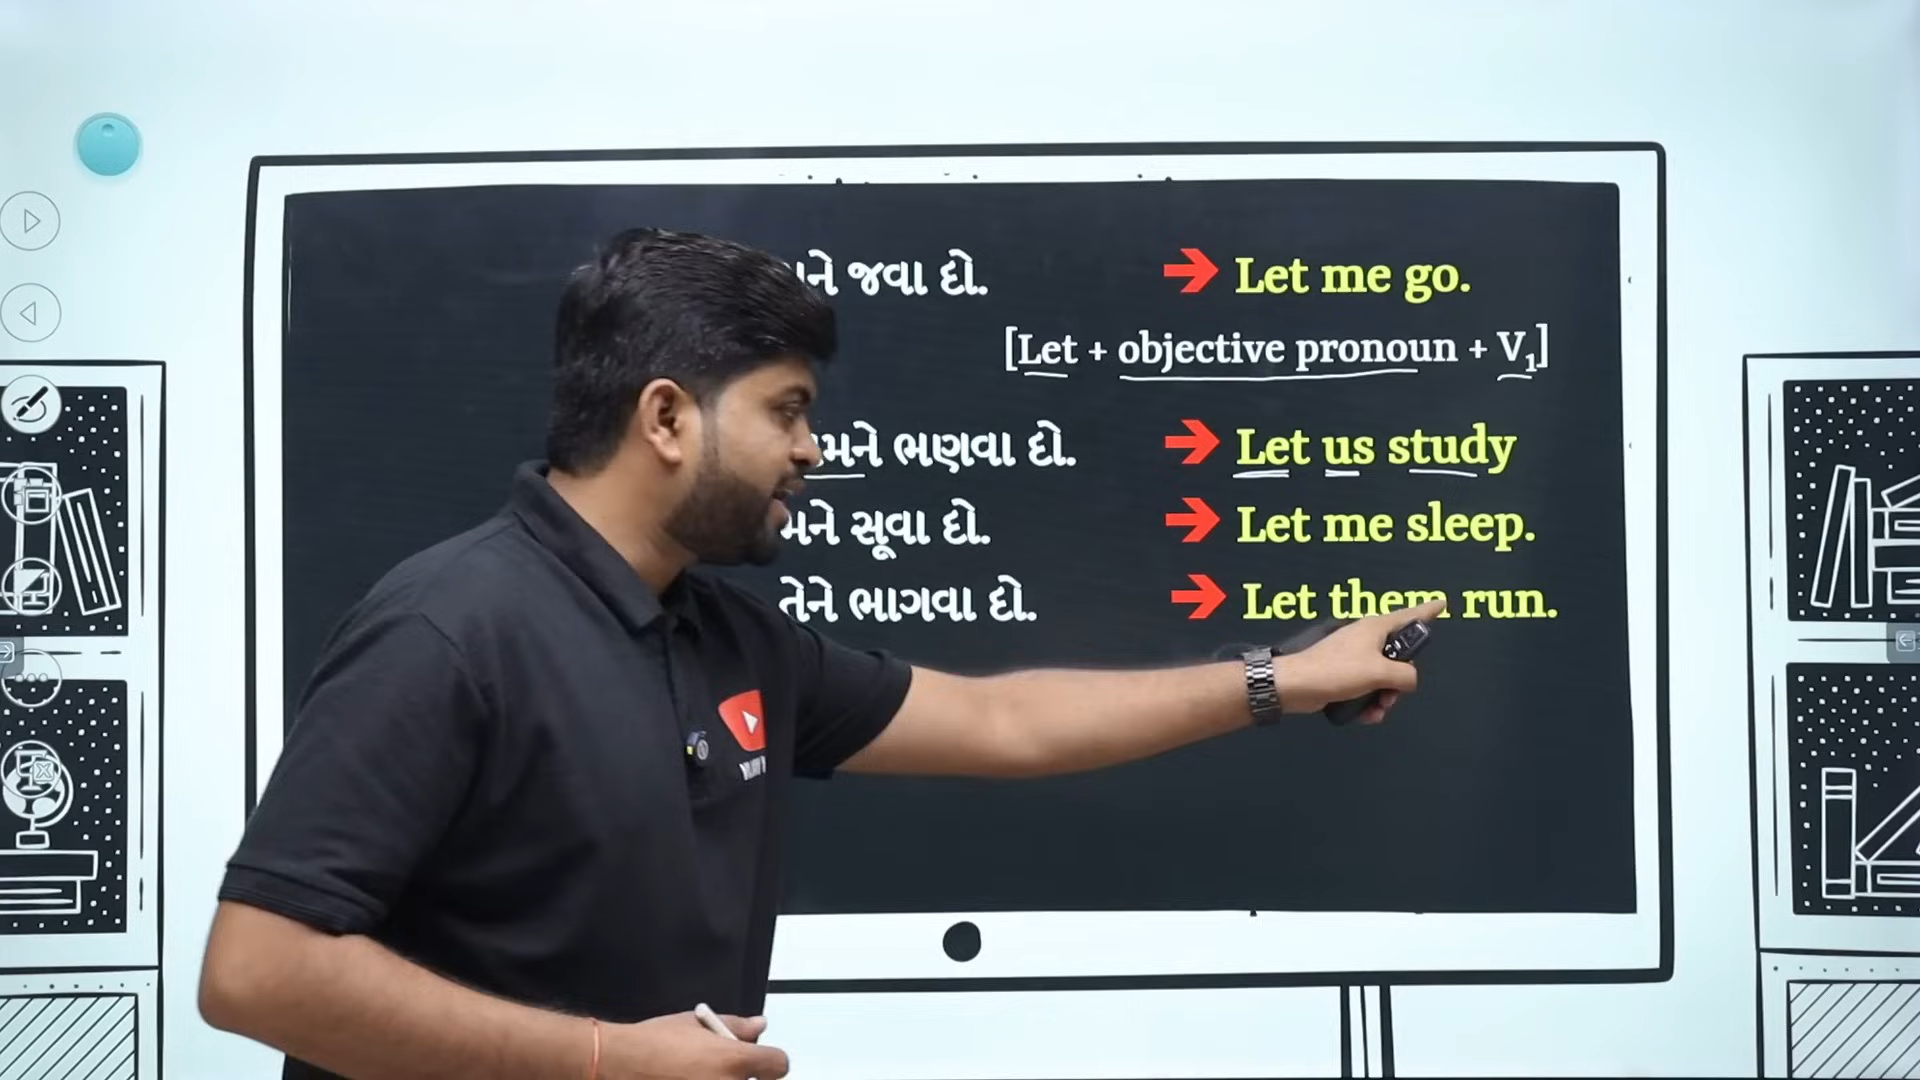 જવા દો. ➔ Let me go.
[Let + objective pronoun + V₁]
ભણવા દો. ➔ Let us study
મને સૂવા દો. ➔ Let me sleep.
તેને ભાગવા દો. ➔ Let them run.